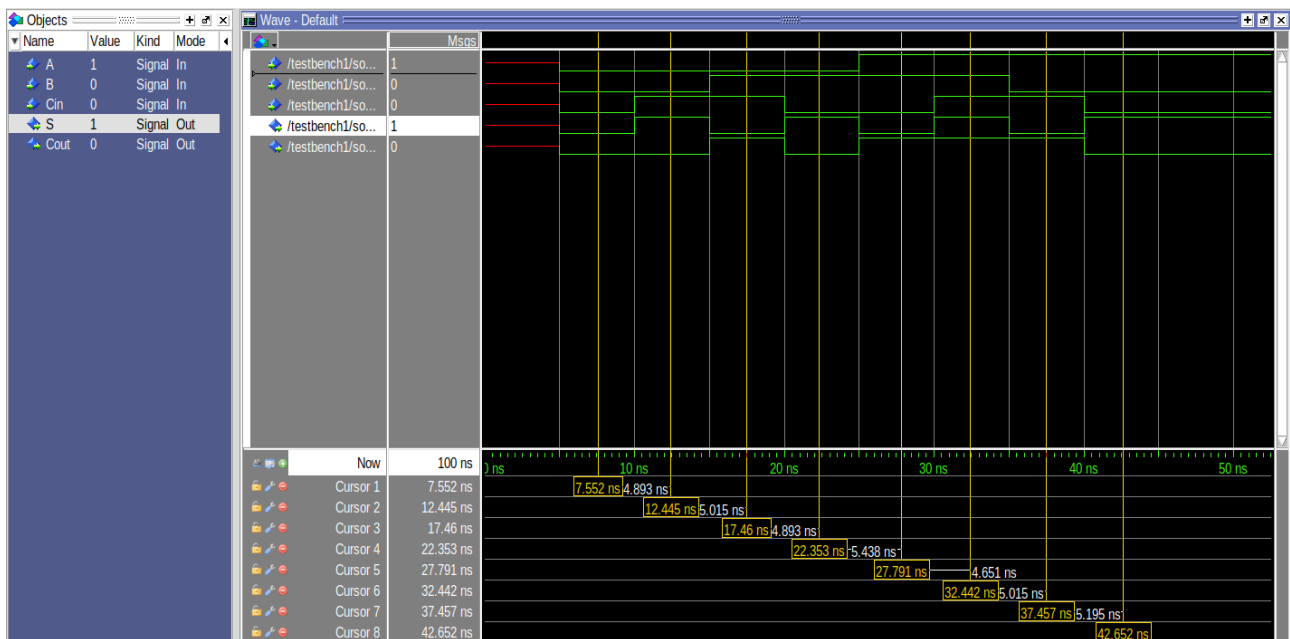 Objects
Wave - Default
Name Value Kind Mode
Msgs
A 1 Signal In
B 0 Signal In
Cin 0 Signal In
S 1 Signal Out
Cout 0 Signal Out
/testbench1/so... 1
/testbench1/so... 0
/testbench1/so... 0
/testbench1/so... 1
/testbench1/so... 0
Now 100 ns
ns 10 ns 20 ns 30 ns 40 ns 50 ns
Cursor 1 7.552 ns 7.552 ns 4.893 ns
Cursor 2 12.445 ns 12.445 ns 5.015 ns
Cursor 3 17.46 ns 17.46 ns 4.893 ns
Cursor 4 22.353 ns 22.353 ns 5.438 ns
Cursor 5 27.791 ns 27.791 ns 4.651 ns
Cursor 6 32.442 ns 32.442 ns 5.015 ns
Cursor 7 37.457 ns 37.457 ns 5.195 ns
Cursor 8 42.652 ns 42.652 ns